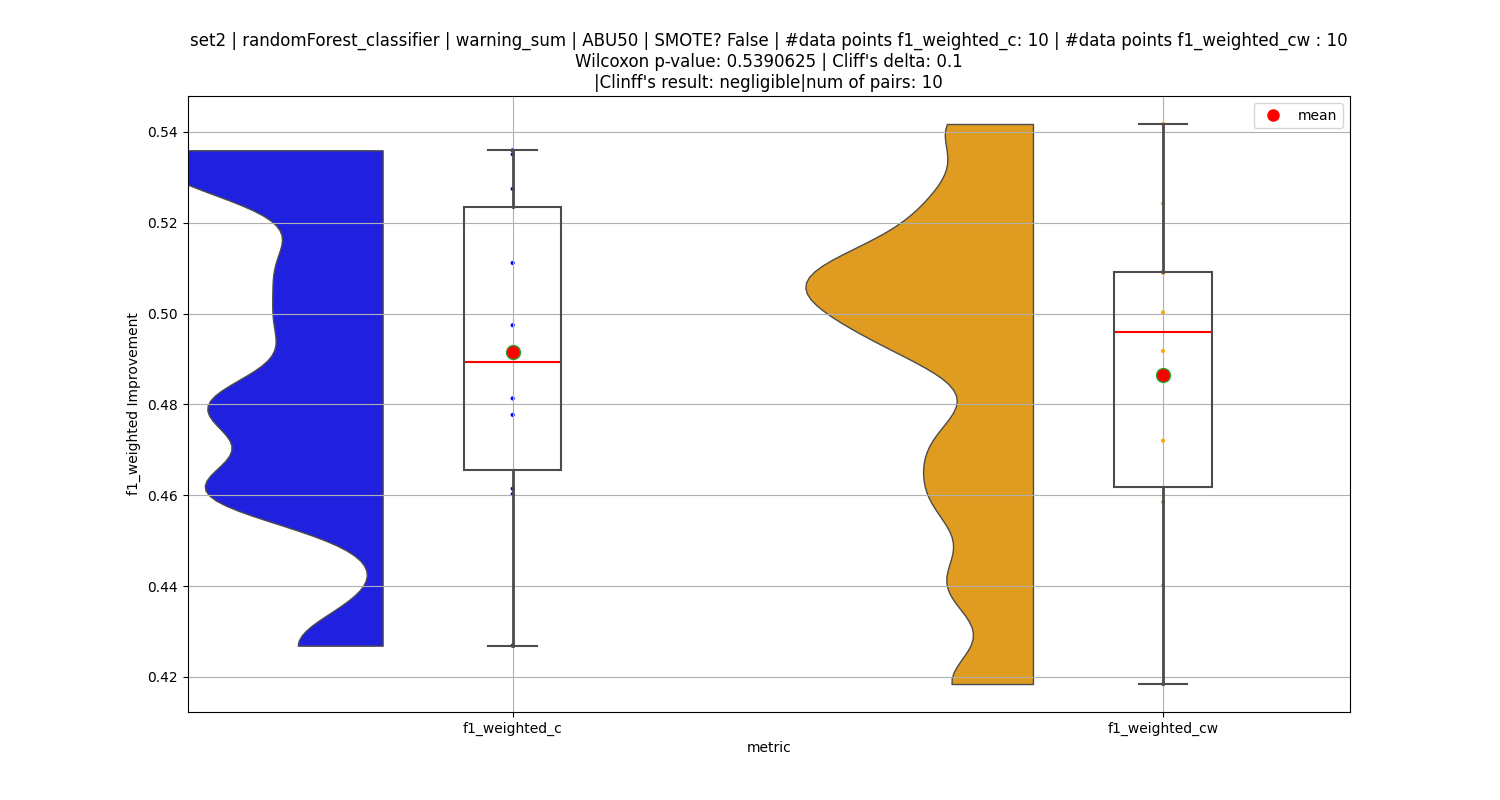 set2 | randomForest_classifier | warning_sum | ABU50 | SMOTE? False | #data points f1_weighted_c: 10 | #data points f1_weighted_cw : 10
Wilcoxon p-value: 0.5390625 | Cliff's delta: 0.1
|Clinff's result: negligible|num of pairs: 10
mean
0.54
0.52
0.50
0.48
0.46
0.44
0.42
f1_weighted Improvement
f1_weighted_c
f1_weighted_cw
metric